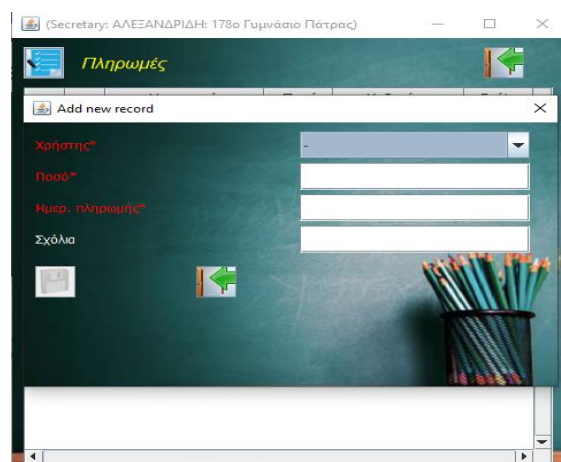 (Secretary: ΑΛΕΞΑΝΔΡΙΔΗ: 178ο Γυμνάσιο Πάτρας)
Πληρωμές
Add new record
Χρήστης*
-
Ποσό*
Ημερ. πληρωμής*
Σχόλια